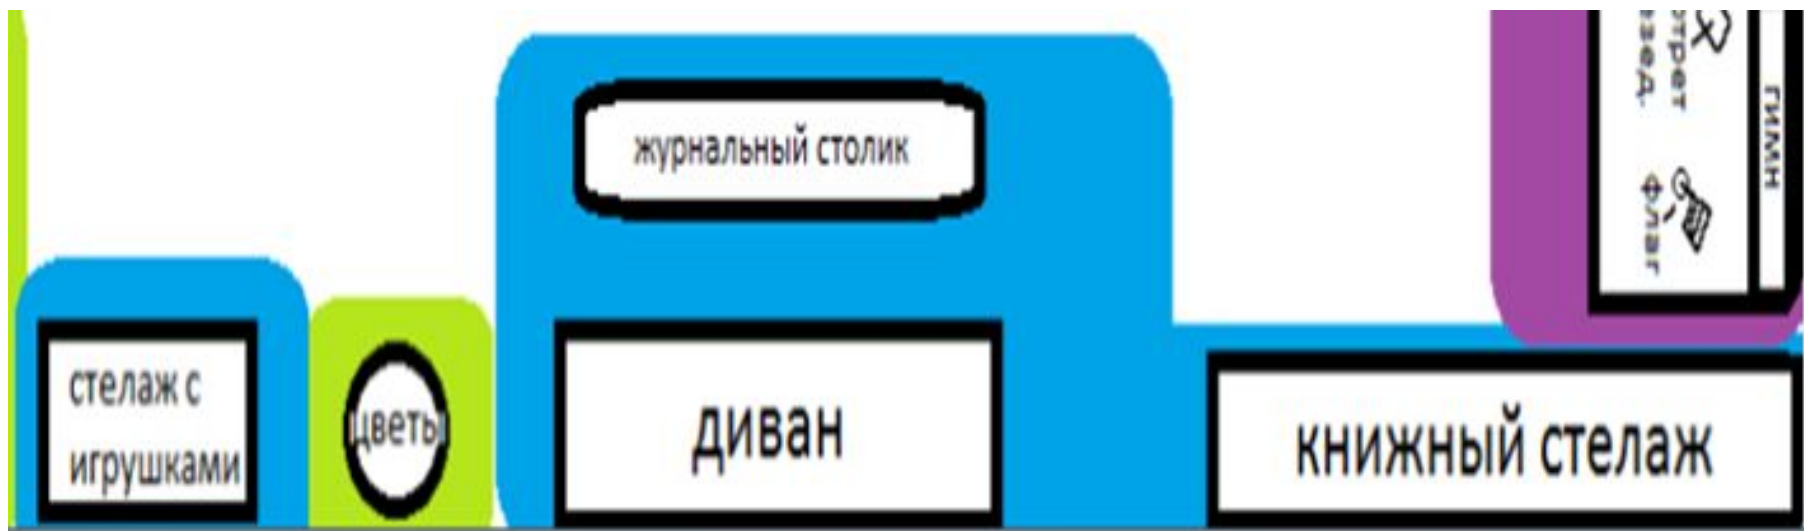 журнальный столик
стелаж с
игрушками
цветы
диван
книжный стелаж
гимн
флаг